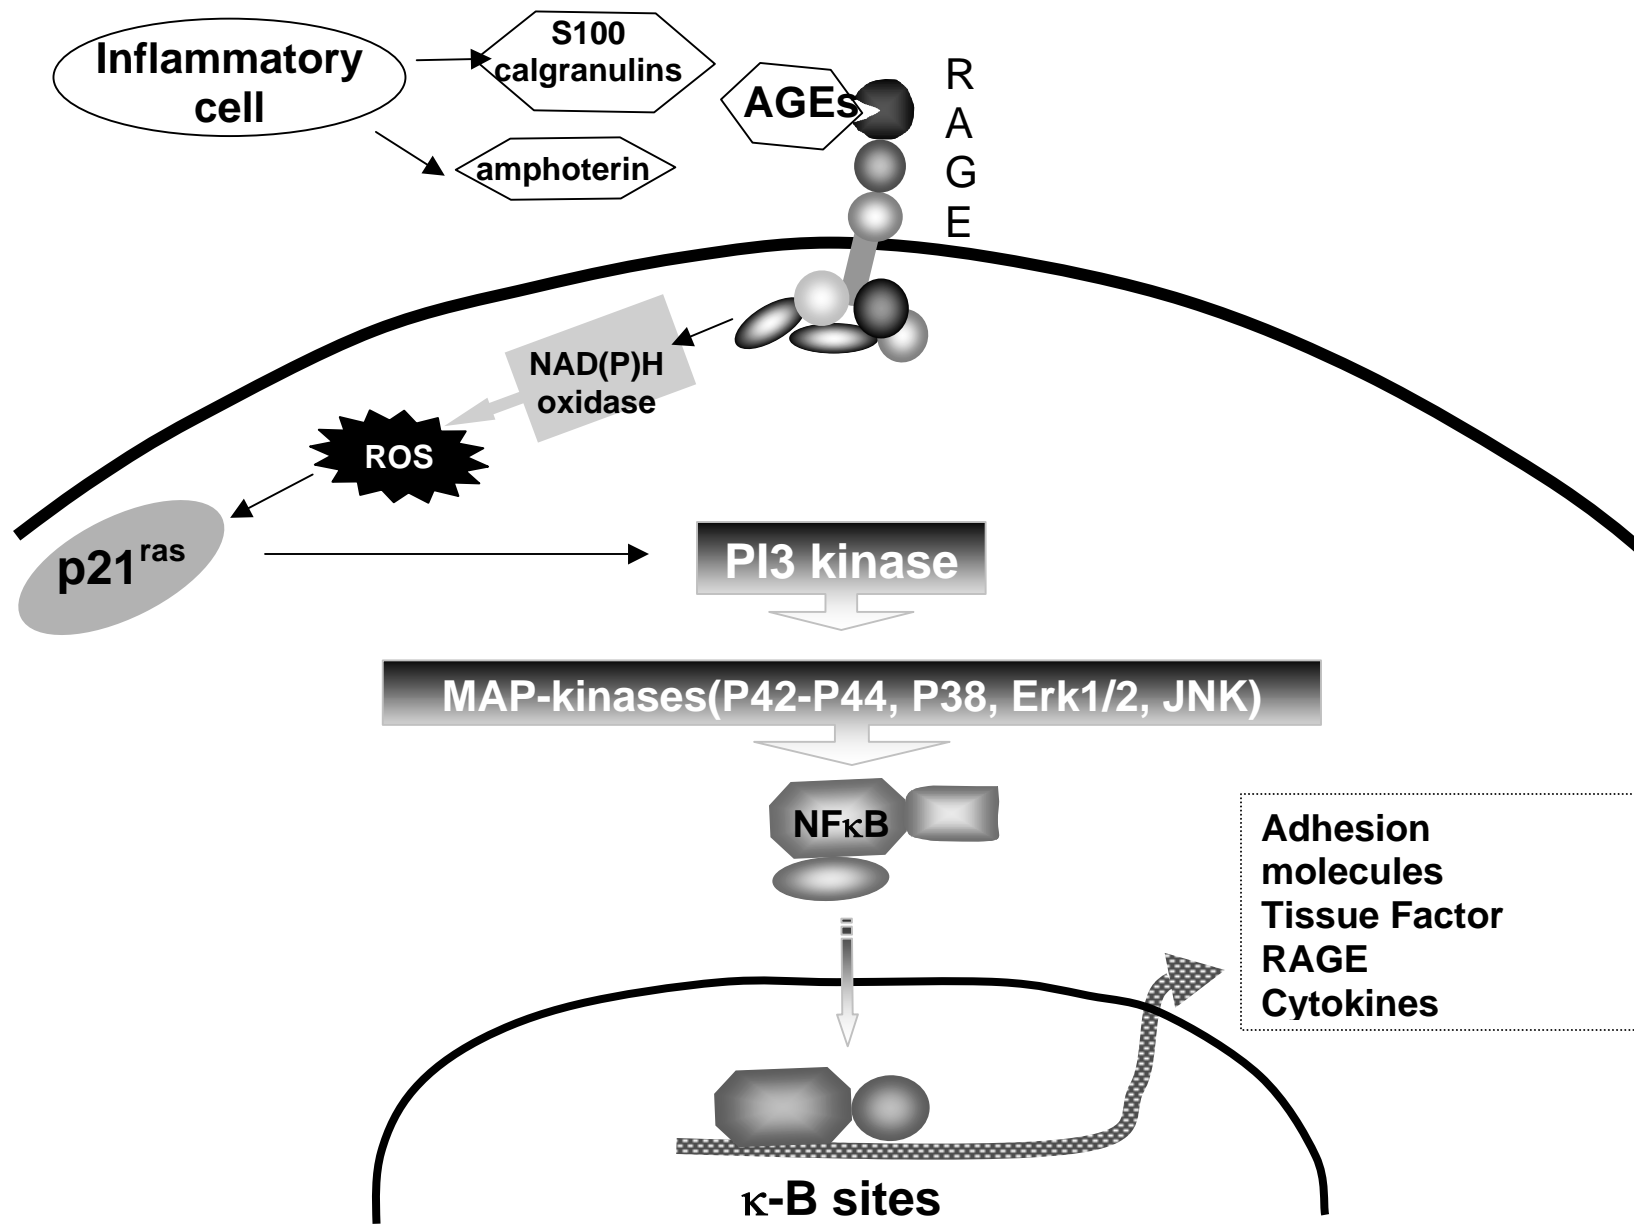 Inflammatory
cell
S100
calgranulins
amphoterin
AGEs
R
A
G
E
NAD(P)H
oxidase
ROS
p21ras
PI3 kinase
MAP-kinases(P42-P44, P38, Erk1/2, JNK)
NFκB
Adhesion
molecules
Tissue Factor
RAGE
Cytokines
κ-B sites